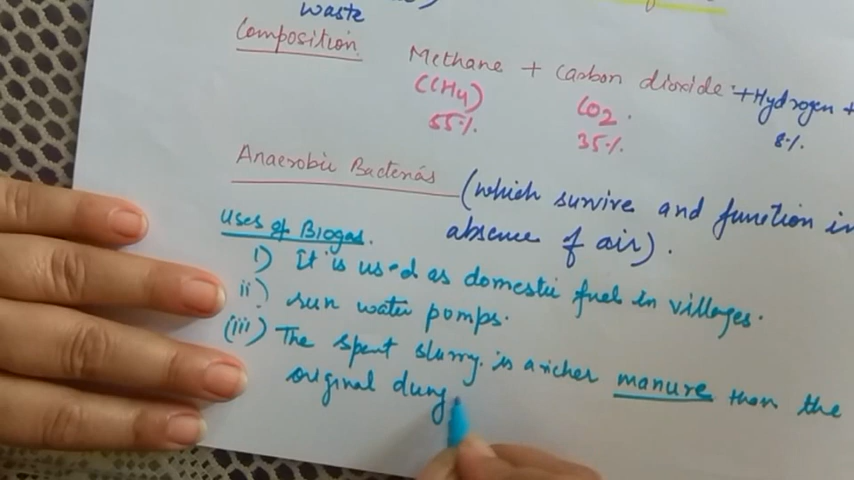 waste
Composition Methane + Carbon dioxide + Hydrogen +
(CH4) CO2.
55% 35% 8%
Anaerobic Bacterias (which survive and function in
absence of air).
Uses of Biogas.
i) It is used as domestic fuel in villages.
ii) run water pomps.
(iii) The spent slurry is a richer manure than the
original dung